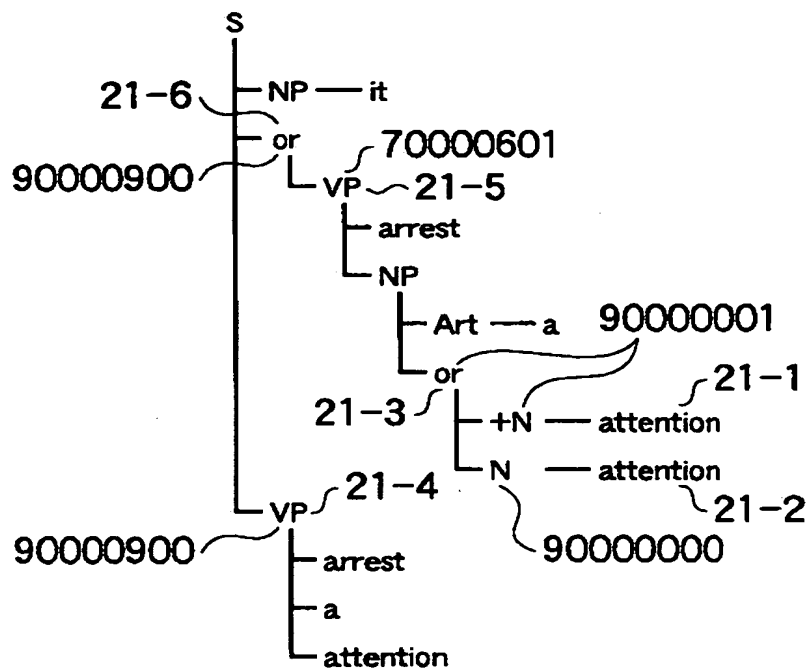 S
NP it
21-6
or 70000601
90000900 VP 21-5
arrest
NP
Art a 90000001
or 21-1
21-3 +N attention
N attention
21-4 21-2
VP
90000900 90000000
arrest
a
attention